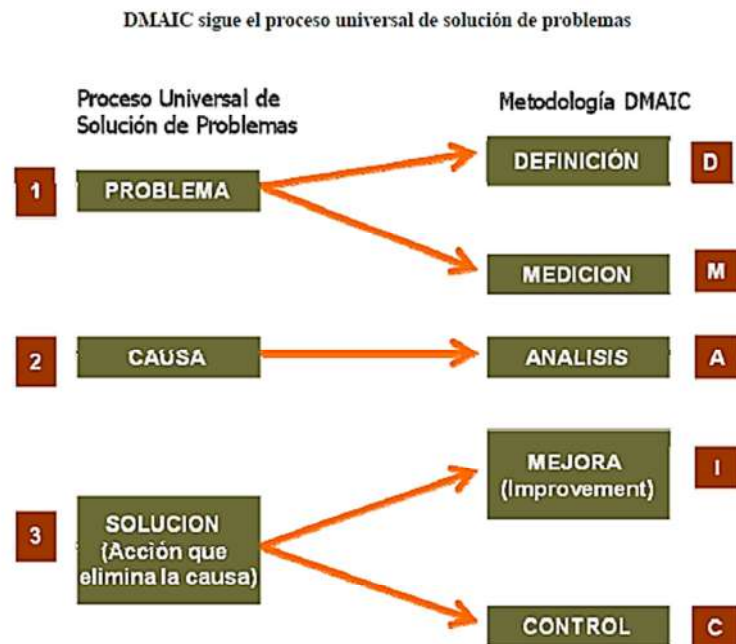 DMAIC sigue el proceso universal de solución de problemas
Proceso Universal de
Solución de Problemas
Metodología DMAIC
1
PROBLEMA
DEFINICIÓN
D
MEDICION
M
2
CAUSA
ANALISIS
A
3
SOLUCION
(Acción que
elimina la causa)
MEJORA
(Improvement)
I
CONTROL
C